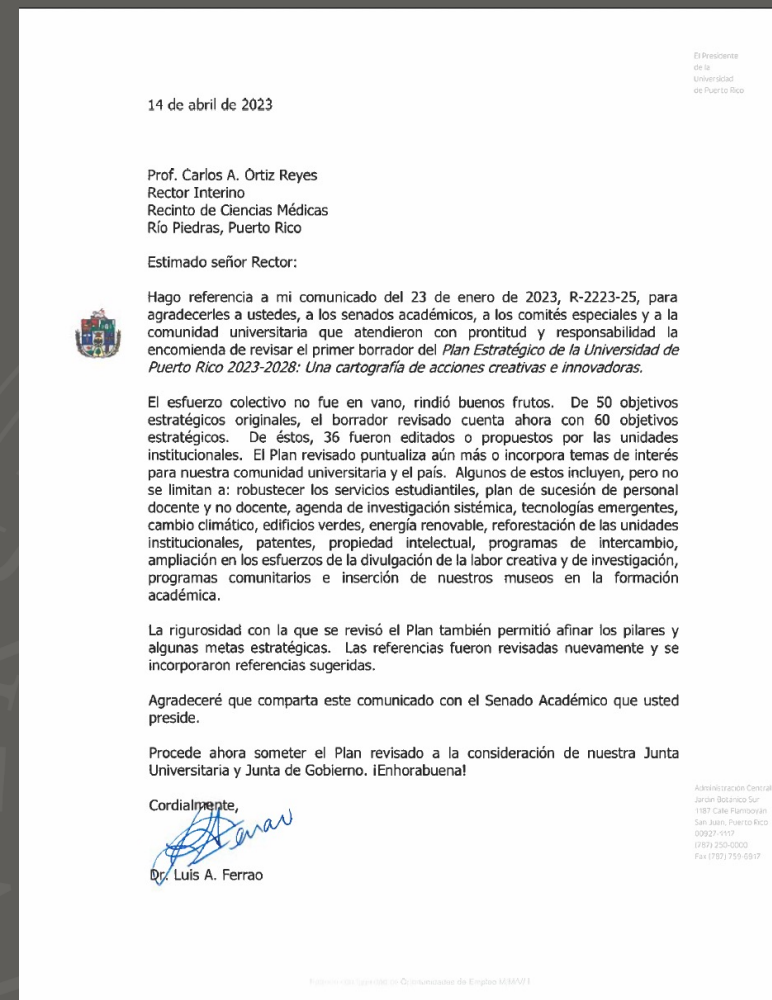 El Presidente
de la
Universidad
de Puerto Rico
14 de abril de 2023
Prof. Carlos A. Ortiz Reyes
Rector Interino
Recinto de Ciencias Médicas
Río Piedras, Puerto Rico
Estimado señor Rector:
Hago referencia a mi comunicado del 23 de enero de 2023, R-2223-25, para
agradecerles a ustedes, a los senados académicos, a los comités especiales y a la
comunidad universitaria que atendieron con prontitud y responsabilidad la
encomienda de revisar el primer borrador del Plan Estratégico de la Universidad de
Puerto Rico 2023-2028: Una cartografía de acciones creativas e innovadoras.
El esfuerzo colectivo no fue en vano, rindió buenos frutos. De 50 objetivos
estratégicos originales, el borrador revisado cuenta ahora con 60 objetivos
estratégicos. De éstos, 36 fueron editados o propuestos por las unidades
institucionales. El Plan revisado puntualiza aún más o incorpora temas de interés
para nuestra comunidad universitaria y el país. Algunos de estos incluyen, pero no
se limitan a: robustecer los servicios estudiantiles, plan de sucesión de personal
docente y no docente, agenda de investigación sistémica, tecnologías emergentes,
cambio climático, edificios verdes, energía renovable, reforestación de las unidades
institucionales, patentes, propiedad intelectual, programas de intercambio,
ampliación en los esfuerzos de la divulgación de la labor creativa y de investigación,
programas comunitarios e inserción de nuestros museos en la formación
académica.
La rigurosidad con la que se revisó el Plan también permitió afinar los pilares y
algunas metas estratégicas. Las referencias fueron revisadas nuevamente y se
incorporaron referencias sugeridas.
Agradeceré que comparta este comunicado con el Senado Académico que usted
preside.
Procede ahora someter el Plan revisado a la consideración de nuestra Junta
Universitaria y Junta de Gobierno. ¡Enhorabuena!
Cordialmente,
Dr. Luis A. Ferrao
Administración Central
Jardín Botánico Sur
1187 Calle Flamboyán
San Juan, Puerto Rico
00927-1117
(787) 250-0000
Fax (787) 759-6917